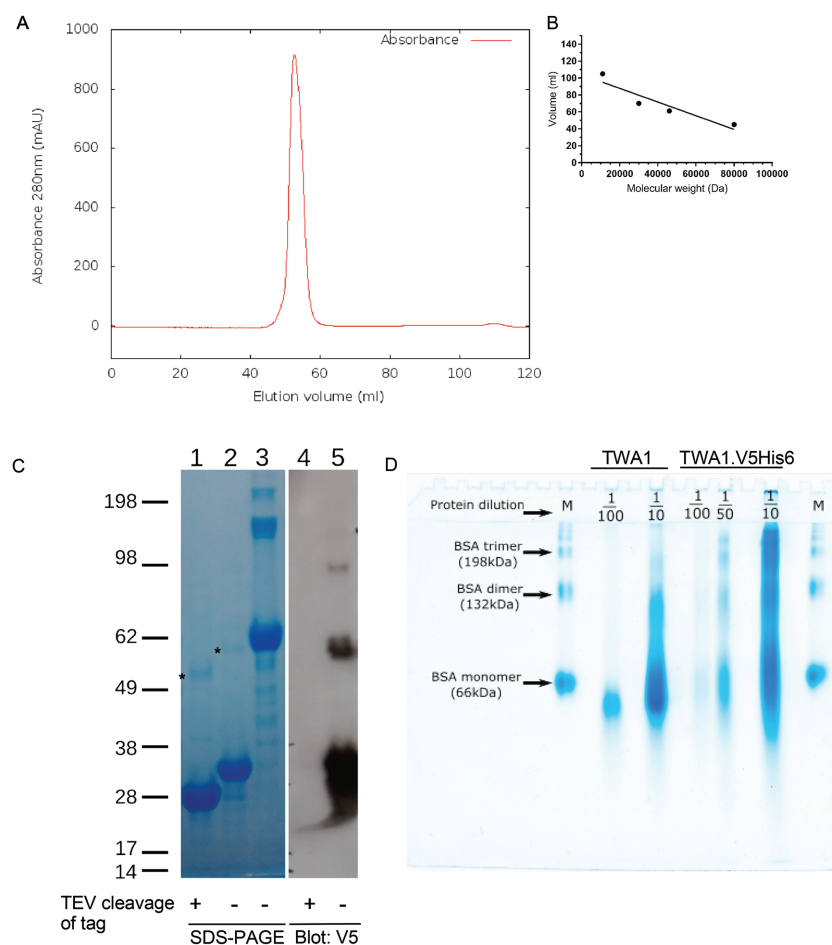 A
Absorbance
Absorbance 280nm (mAU)
1000
800
600
400
200
0
0 20 40 60 80 100 120
Elution volume (ml)
B
Volume (ml)
140
120
100
80
60
40
20
0
0 20000 40000 60000 80000 100000
Molecular weight (Da)
C
1 2 3 4 5
198
98
62
49
38
28
17
14
*
*
TEV cleavage + - - + -
of tag
SDS-PAGE Blot: V5
D
TWA1 TWA1.V5His6
Protein dilution M 1/100 1/10 1/100 1/50 1/10 M
BSA trimer
(198kDa)
BSA dimer
(132kDa)
BSA monomer
(66kDa)